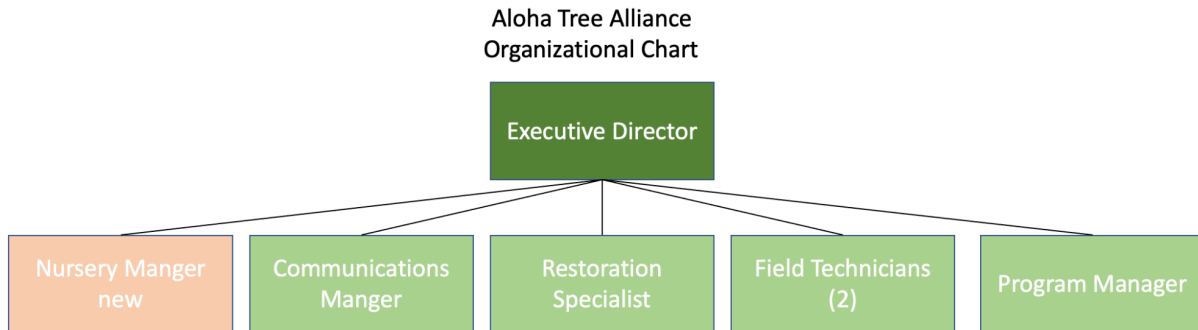 Aloha Tree Alliance
Organizational Chart
Executive Director
Nursery Manger
new
Communications
Manger
Restoration
Specialist
Field Technicians
(2)
Program Manager